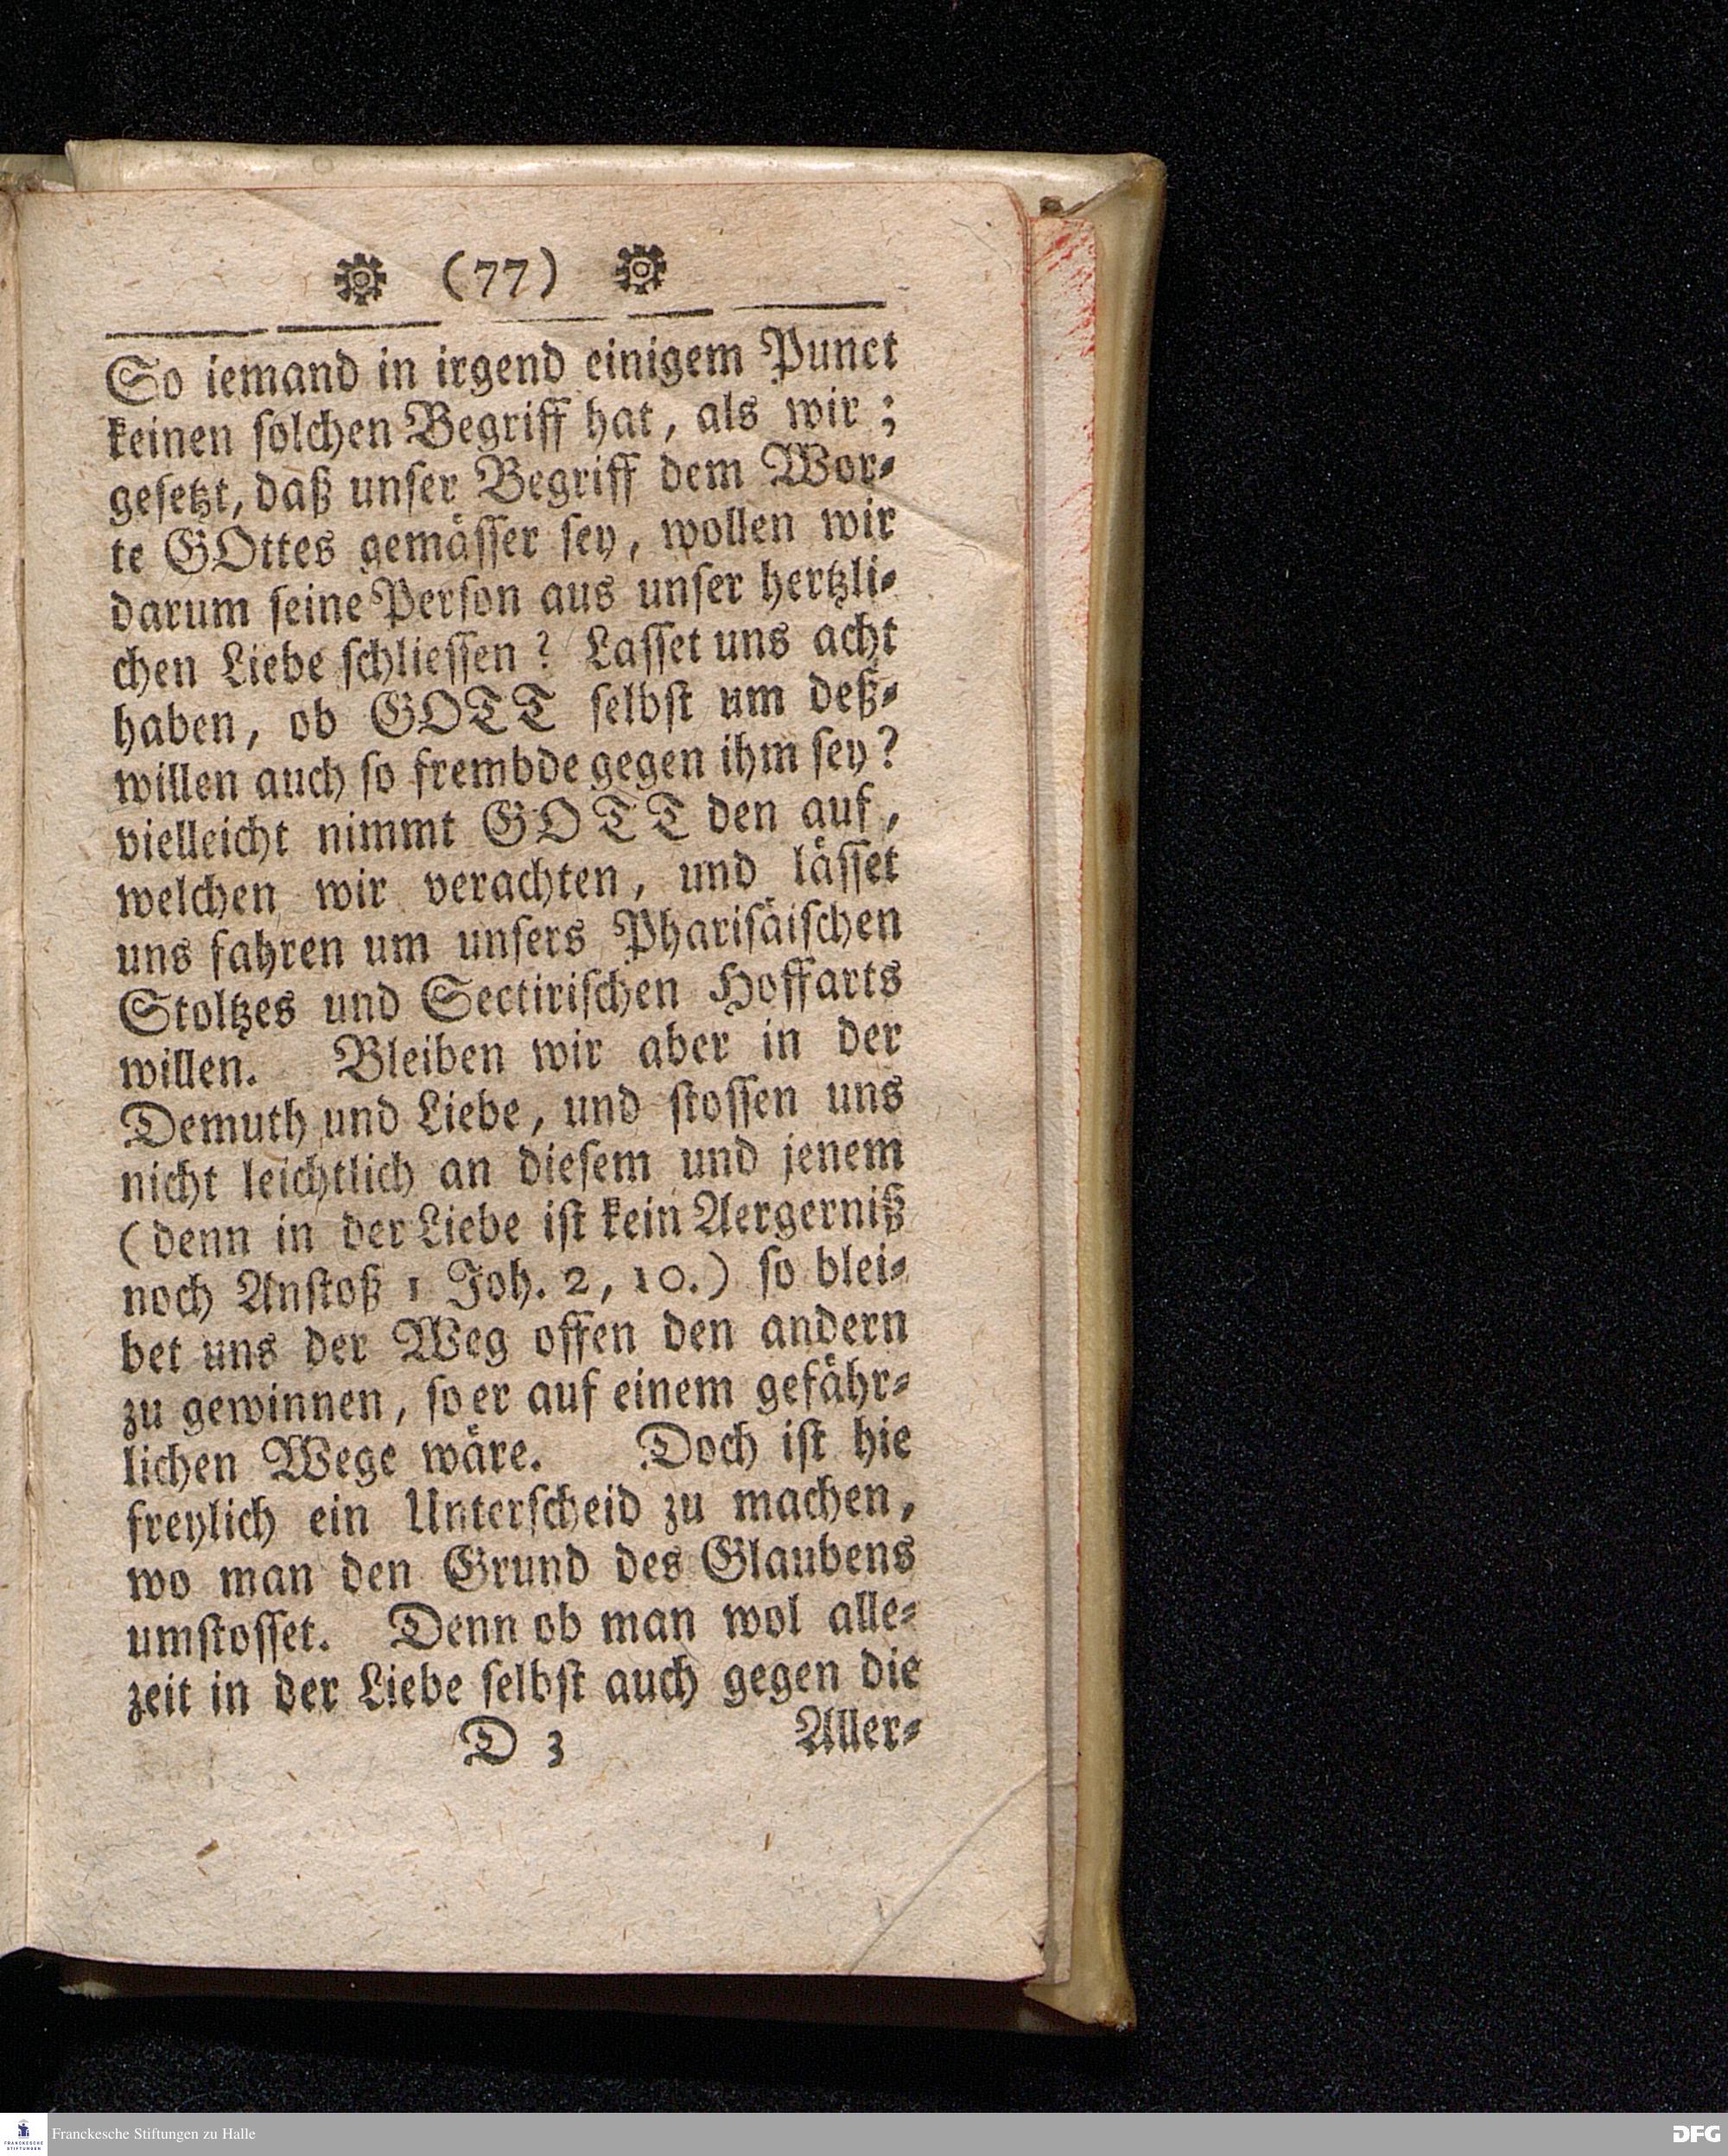 (77)
So iemand in irgend einigem Punct
keinen solchen Begriff hat, als wir;
gesetzt, daß unser Begriff dem Wor-
te GOttes gemässer sey, wollen wir
darum seine Person aus unser hertzli-
chen Liebe schliessen? Lasset uns acht
haben, ob GOTT selbst um deß-
willen auch so frembde gegen ihm sey?
vielleicht nimmt GOTT den auf,
welchen wir verachten, und lässet
uns fahren um unsers Pharisäischen
Stoltzes und Sectirischen Hoffarts
willen. Bleiben wir aber in der
Demuth und Liebe, und stossen uns
nicht leichtlich an diesem und jenem
(denn in der Liebe ist kein Aergerniß
noch Anstoß 1 Joh. 2, 10.) so blei-
bet uns der Weg offen den andern
zu gewinnen, so er auf einem gefähr-
lichen Wege wäre. Doch ist hie
freylich ein Unterscheid zu machen,
wo man den Grund des Glaubens
umstosset. Denn ob man wol alle-
zeit in der Liebe selbst auch gegen die
D 3 Aller-
FRANCKESCHE STIFTUNGEN
Franckesche Stiftungen zu Halle
DFG